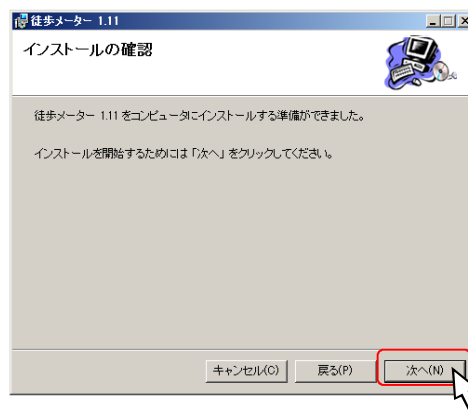 徒歩メーター 1.11
インストールの確認
徒歩メーター 1.11 をコンピュータにインストールする準備ができました。
インストールを開始するためには「次へ」をクリックしてください。
キャンセル(C) 戻る(P) 次へ(N)